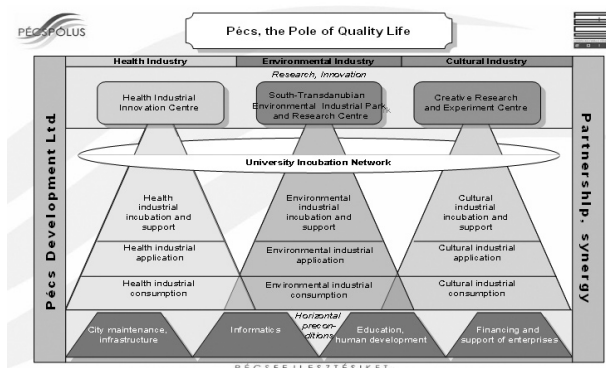 PÉCSPÓLUS
Pécs, the Pole of Quality Life
Health Industry
Environmental Industry
Cultural Industry
Research, Innovation
Health Industrial
Innovation Centre
South-Transdanubian
Environmental Industrial Park
and Research Centre
Creative Research
and Experiment Centre
University Incubation Network
Health
industrial
incubation and
support
Environmental
industrial
incubation and
support
Cultural
industrial
incubation and
support
Health industrial
application
Environmental industrial
application
Cultural industrial
application
Health industrial
consumption
Environmental industrial
consumption
Cultural industrial
consumption
City maintenance,
infrastructure
Informatics
Horizontal
precon-
ditions
Education,
human development
Financing and
support of enterprises
Pécs Development Ltd.
Partnership, synergy